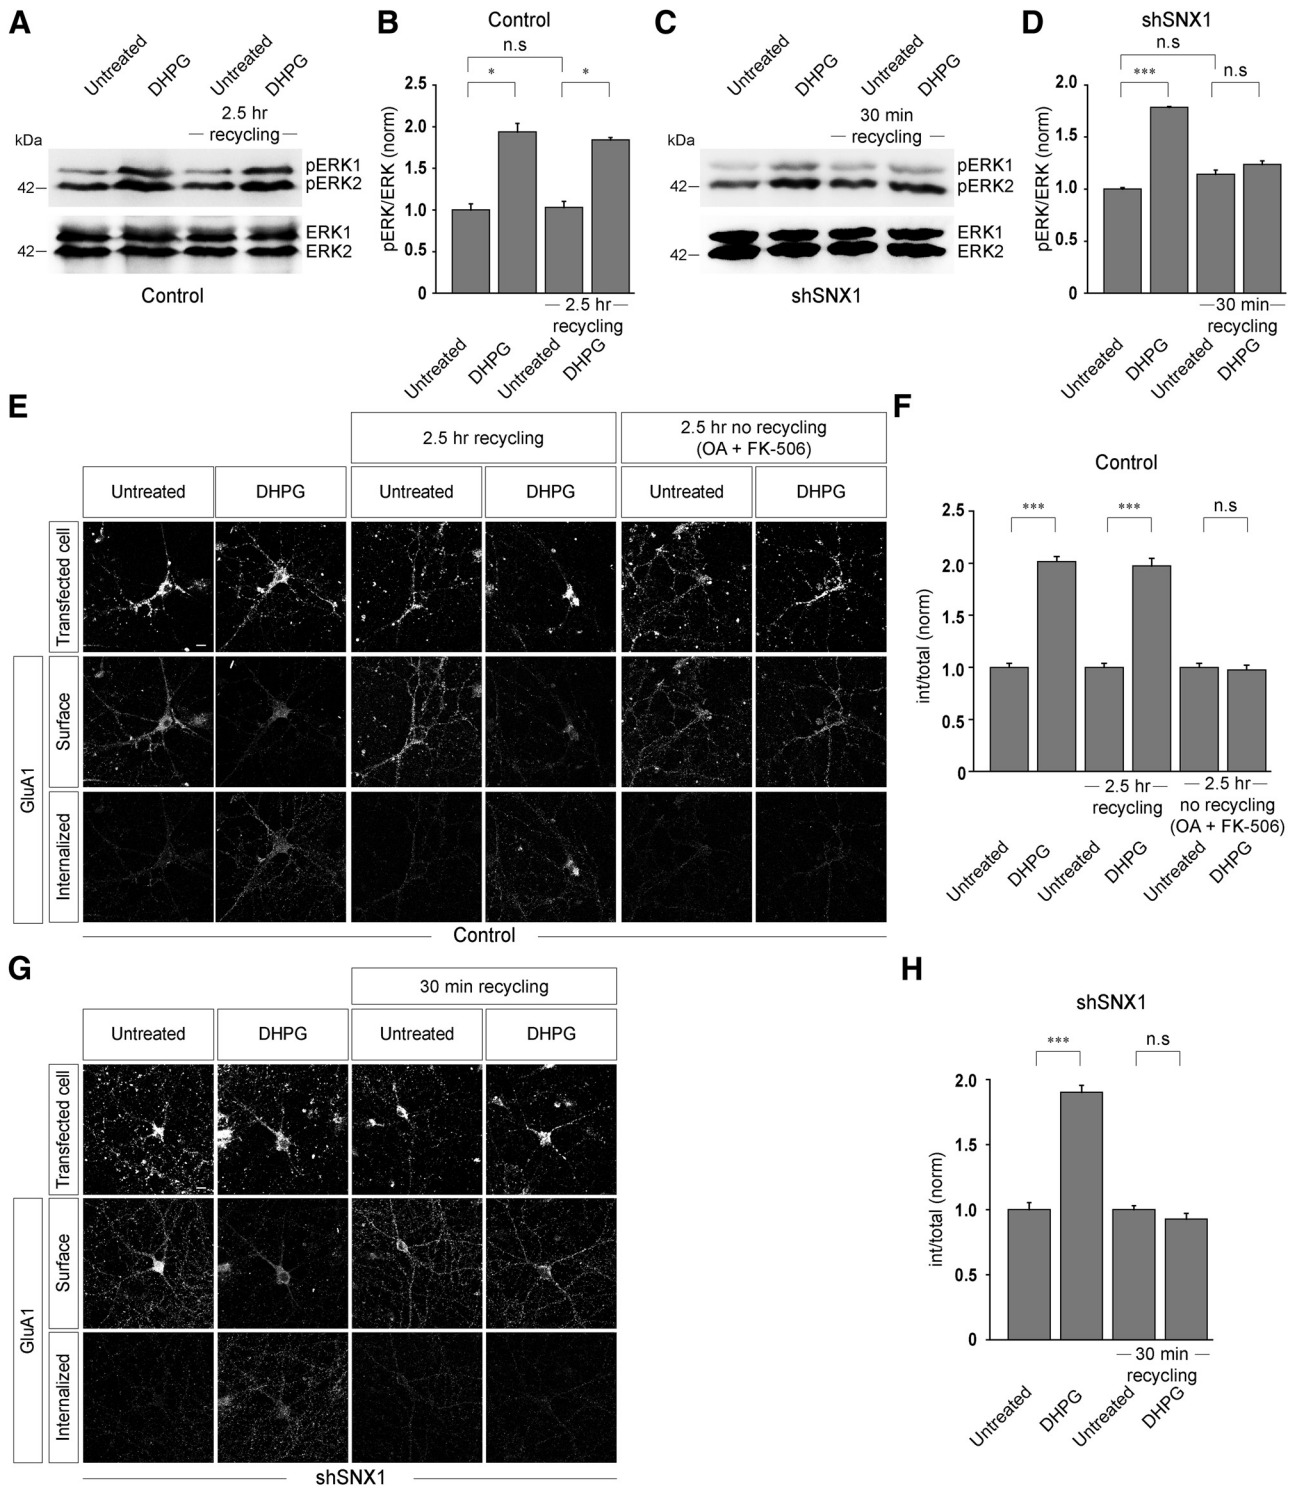 A
Untreated
DHPG
Untreated
DHPG
2.5 hr
recycling
kDa
42
pERK1
pERK2
42
ERK1
ERK2
Control
B
Control
n.s
*
*
pERK/ERK (norm)
2.5
2.0
1.5
1.0
0.5
0
2.5 hr
recycling
Untreated
DHPG
Untreated
DHPG
C
Untreated
DHPG
Untreated
DHPG
30 min
recycling
kDa
42
pERK1
pERK2
42
ERK1
ERK2
shSNX1
D
shSNX1
n.s
***
n.s
pERK/ERK (norm)
2.0
1.5
1.0
0.5
0
30 min
recycling
Untreated
DHPG
Untreated
DHPG
E
2.5 hr recycling
2.5 hr no recycling
(OA + FK-506)
Untreated
DHPG
Untreated
DHPG
Untreated
DHPG
Transfected cell
GluA1
Surface
Internalized
Control
F
Control
***
***
n.s
int/total (norm)
2.5
2.0
1.5
1.0
0.5
0
2.5 hr
recycling
2.5 hr
no recycling
(OA + FK-506)
Untreated
DHPG
Untreated
DHPG
Untreated
DHPG
G
30 min recycling
Untreated
DHPG
Untreated
DHPG
Transfected cell
GluA1
Surface
Internalized
shSNX1
H
shSNX1
***
n.s
int/total (norm)
2.0
1.5
1.0
0.5
0
30 min
recycling
Untreated
DHPG
Untreated
DHPG